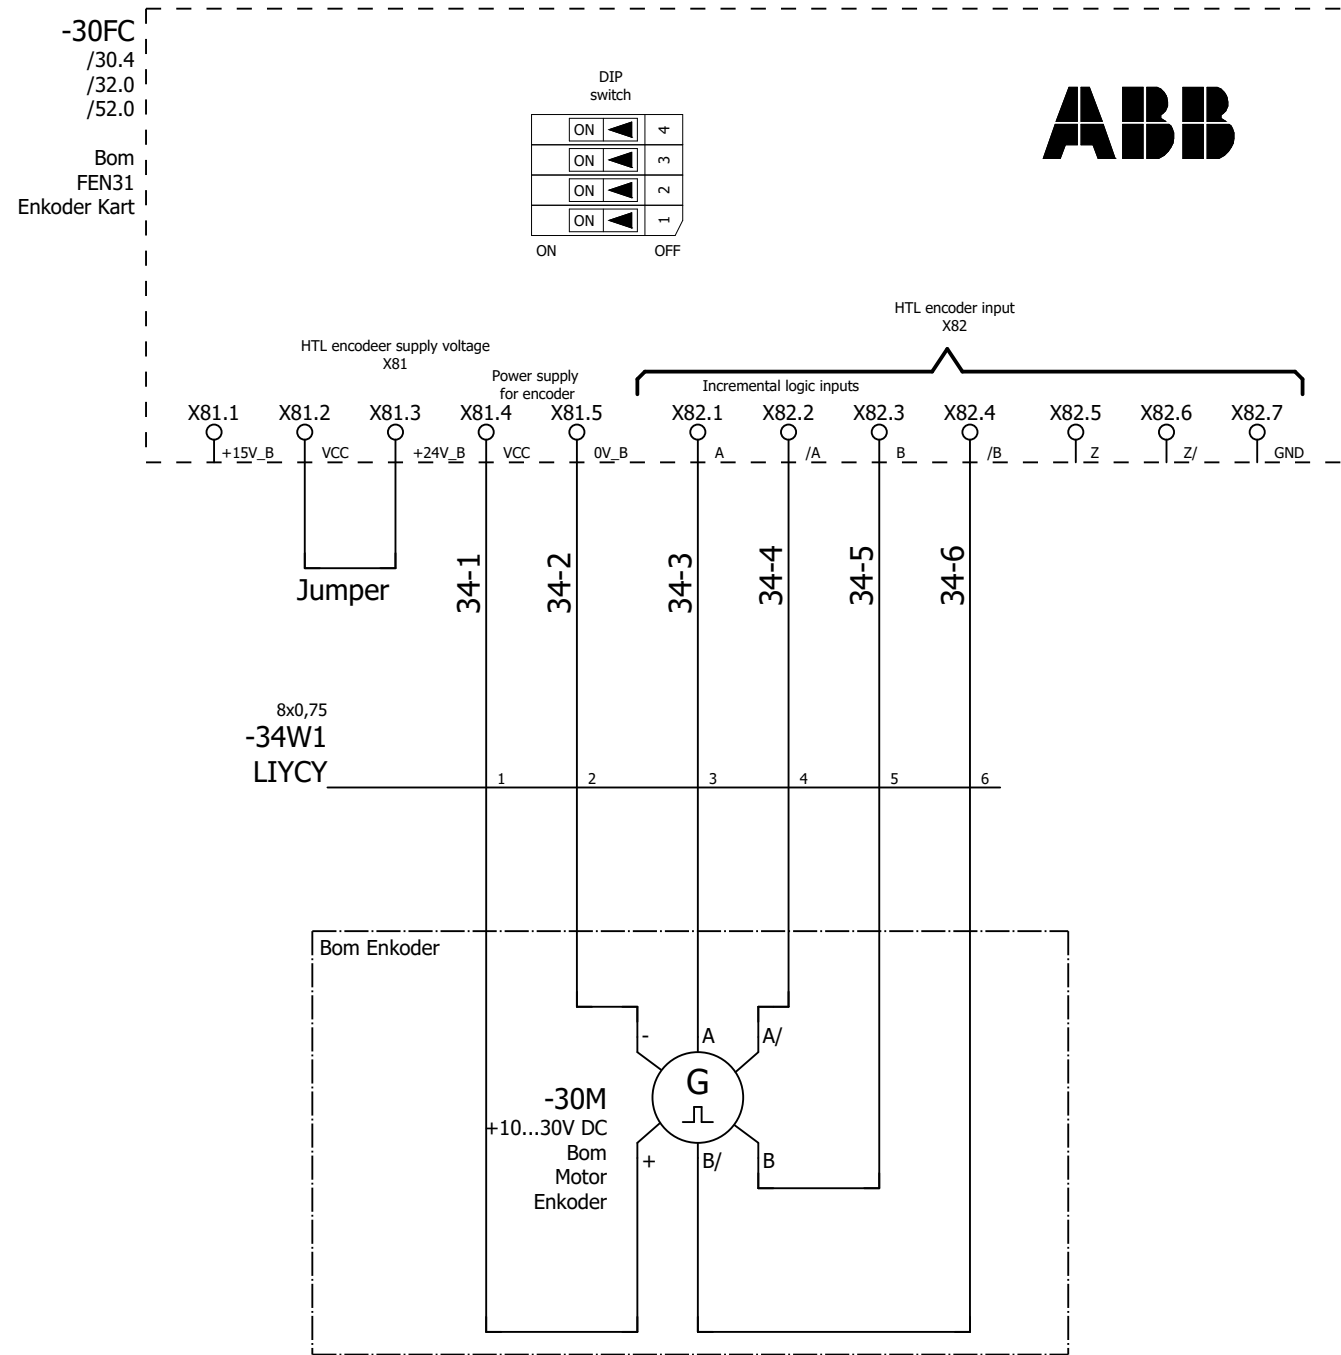 -30FC
/30.4
/32.0
/52.0
Bom
FEN31
Enkoder Kart
DIP
switch
ON 4
ON 3
ON 2
ON 1
ON OFF
ABB
HTL encoder input
X82
HTL encodeer supply voltage
X81
Power supply
for encoder
Incremental logic inputs
X81.1 X81.2 X81.3 X81.4 X81.5 X82.1 X82.2 X82.3 X82.4 X82.5 X82.6 X82.7
+15V_B VCC +24V_B VCC 0V_B A /A B /B Z Z/ GND
Jumper
34-1 34-2 34-3 34-4 34-5 34-6
8x0,75
-34W1
LIYCY
1 2 3 4 5 6
Bom Enkoder
- A A/
G
-30M
+10...30V DC
Bom
Motor
Enkoder
+ B/ B